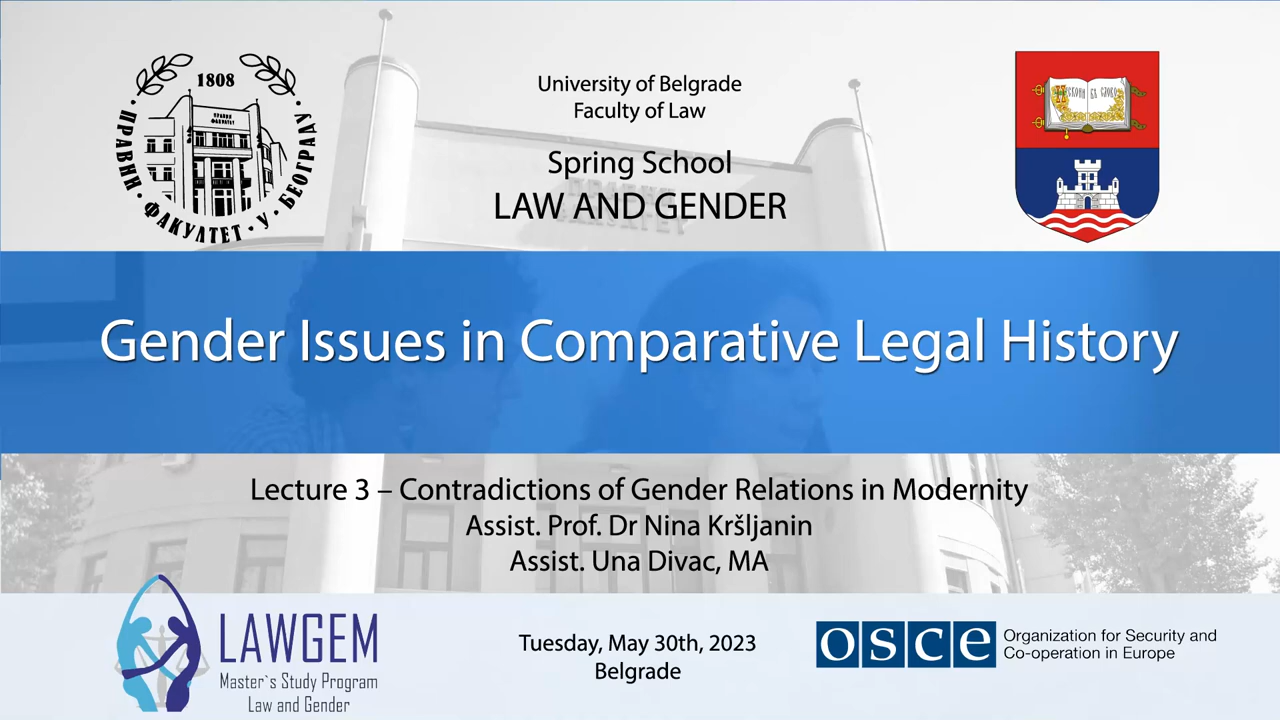 1808
ПРАВНИ · ФАКУЛТЕТ · У · БЕОГРАДУ
ПРАВНИ
ФАКУЛТЕТ
University of Belgrade
Faculty of Law
Spring School
LAW AND GENDER
Gender Issues in Comparative Legal History
Lecture 3 – Contradictions of Gender Relations in Modernity
Assist. Prof. Dr Nina Kršljanin
Assist. Una Divac, MA
LAWGEM
Master`s Study Program
Law and Gender
Tuesday, May 30th, 2023
Belgrade
OSCE
Organization for Security and
Co-operation in Europe